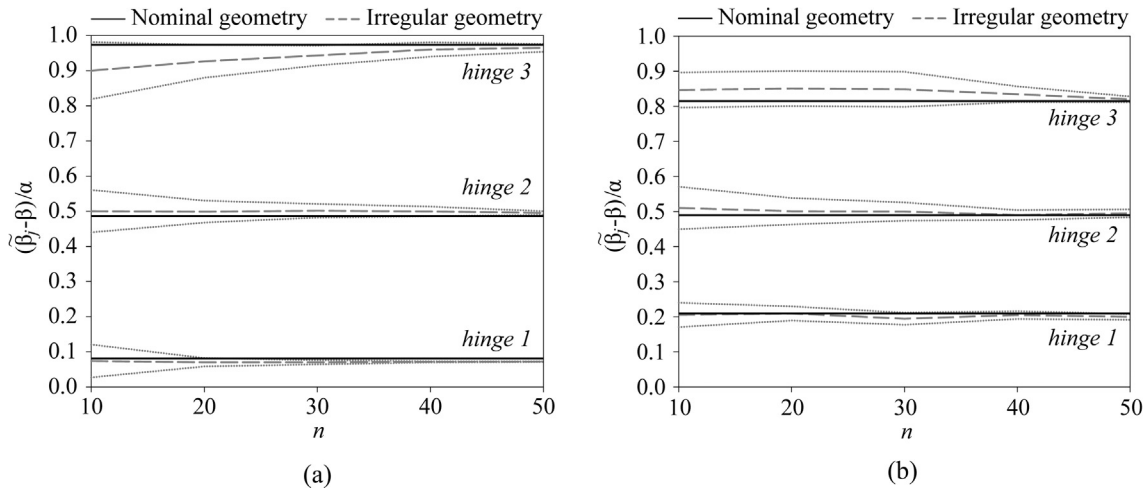 Nominal geometry Irregular geometry
1.0
0.9
0.8
0.7
0.6
0.5
0.4
0.3
0.2
0.1
0.0
(β̃j-β)/α
hinge 3
hinge 2
hinge 1
10 20 30 40 50
n
(a)
Nominal geometry Irregular geometry
1.0
0.9
0.8
0.7
0.6
0.5
0.4
0.3
0.2
0.1
0.0
(β̃j-β)/α
hinge 3
hinge 2
hinge 1
10 20 30 40 50
n
(b)